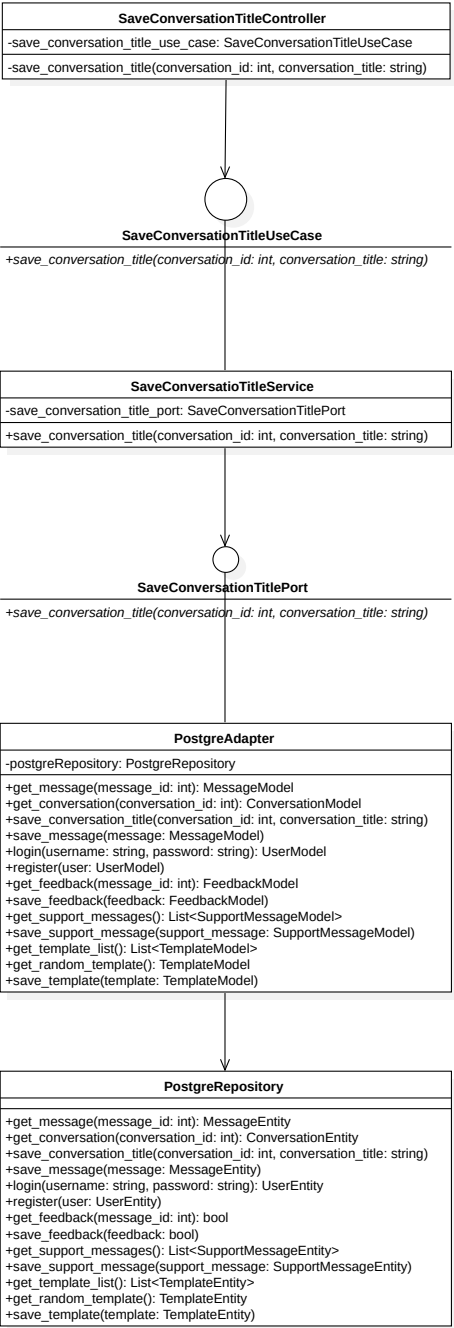 SaveConversationTitleController
-save_conversation_title_use_case: SaveConversationTitleUseCase
-save_conversation_title(conversation_id: int, conversation_title: string)
SaveConversationTitleUseCase
+save_conversation_title(conversation_id: int, conversation_title: string)
SaveConversatioTitleService
-save_conversation_title_port: SaveConversationTitlePort
+save_conversation_title(conversation_id: int, conversation_title: string)
SaveConversationTitlePort
+save_conversation_title(conversation_id: int, conversation_title: string)
PostgreAdapter
-postgreRepository: PostgreRepository
+get_message(message_id: int): MessageModel
+get_conversation(conversation_id: int): ConversationModel
+save_conversation_title(conversation_id: int, conversation_title: string)
+save_message(message: MessageModel)
+login(username: string, password: string): UserModel
+register(user: UserModel)
+get_feedback(message_id: int): FeedbackModel
+save_feedback(feedback: FeedbackModel)
+get_support_messages(): List<SupportMessageModel>
+save_support_message(support_message: SupportMessageModel)
+get_template_list(): List<TemplateModel>
+get_random_template(): TemplateModel
+save_template(template: TemplateModel)
PostgreRepository
+get_message(message_id: int): MessageEntity
+get_conversation(conversation_id: int): ConversationEntity
+save_conversation_title(conversation_id: int, conversation_title: string)
+save_message(message: MessageEntity)
+login(username: string, password: string): UserEntity
+register(user: UserEntity)
+get_feedback(message_id: int): bool
+save_feedback(feedback: bool)
+get_support_messages(): List<SupportMessageEntity>
+save_support_message(support_message: SupportMessageEntity)
+get_template_list(): List<TemplateEntity>
+get_random_template(): TemplateEntity
+save_template(template: TemplateEntity)